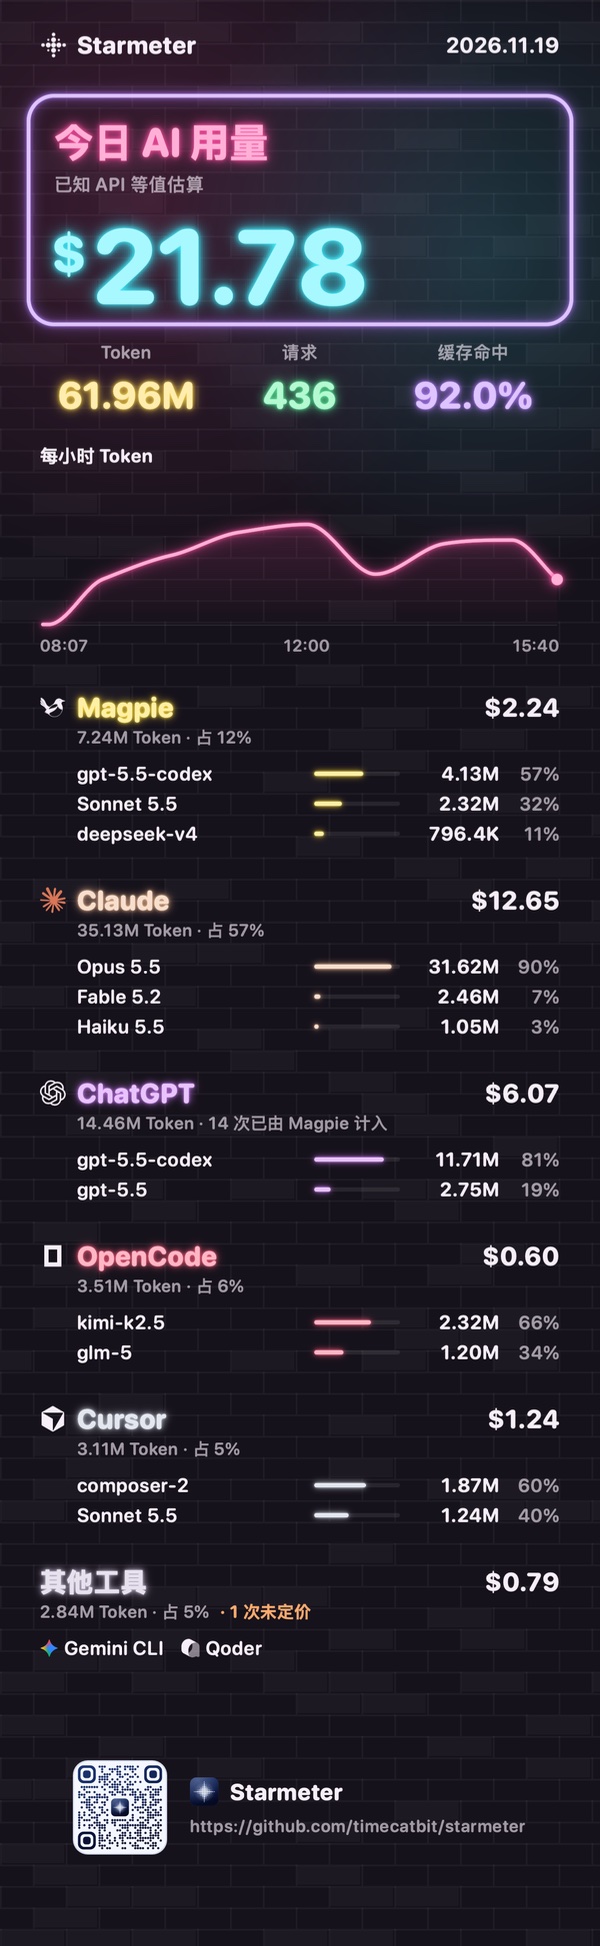 Starmeter 2026.11.19
今日 AI 用量
已知 API 等值估算
$21.78
Token 请求 缓存命中
61.96M 436 92.0%
每小时 Token
08:07 12:00 15:40
Magpie $2.24
7.24M Token · 占 12%
gpt-5.5-codex 4.13M 57%
Sonnet 5.5 2.32M 32%
deepseek-v4 796.4K 11%
Claude $12.65
35.13M Token · 占 57%
Opus 5.5 31.62M 90%
Fable 5.2 2.46M 7%
Haiku 5.5 1.05M 3%
ChatGPT $6.07
14.46M Token · 14 次已由 Magpie 计入
gpt-5.5-codex 11.71M 81%
gpt-5.5 2.75M 19%
OpenCode $0.60
3.51M Token · 占 6%
kimi-k2.5 2.32M 66%
glm-5 1.20M 34%
Cursor $1.24
3.11M Token · 占 5%
composer-2 1.87M 60%
Sonnet 5.5 1.24M 40%
其他工具 $0.79
2.84M Token · 占 5% · 1 次未定价
Gemini CLI Qoder
Starmeter
https://github.com/timecatbit/starmeter